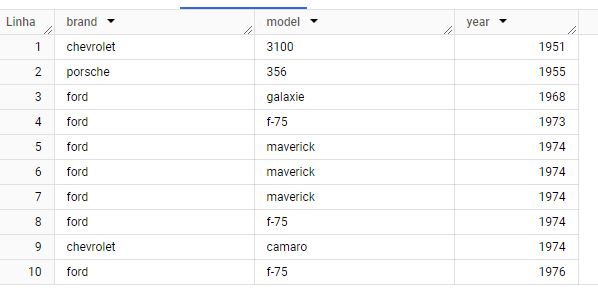 Linha brand model year
1 chevrolet 3100 1951
2 porsche 356 1955
3 ford galaxie 1968
4 ford f-75 1973
5 ford maverick 1974
6 ford maverick 1974
7 ford maverick 1974
8 ford f-75 1974
9 chevrolet camaro 1974
10 ford f-75 1976